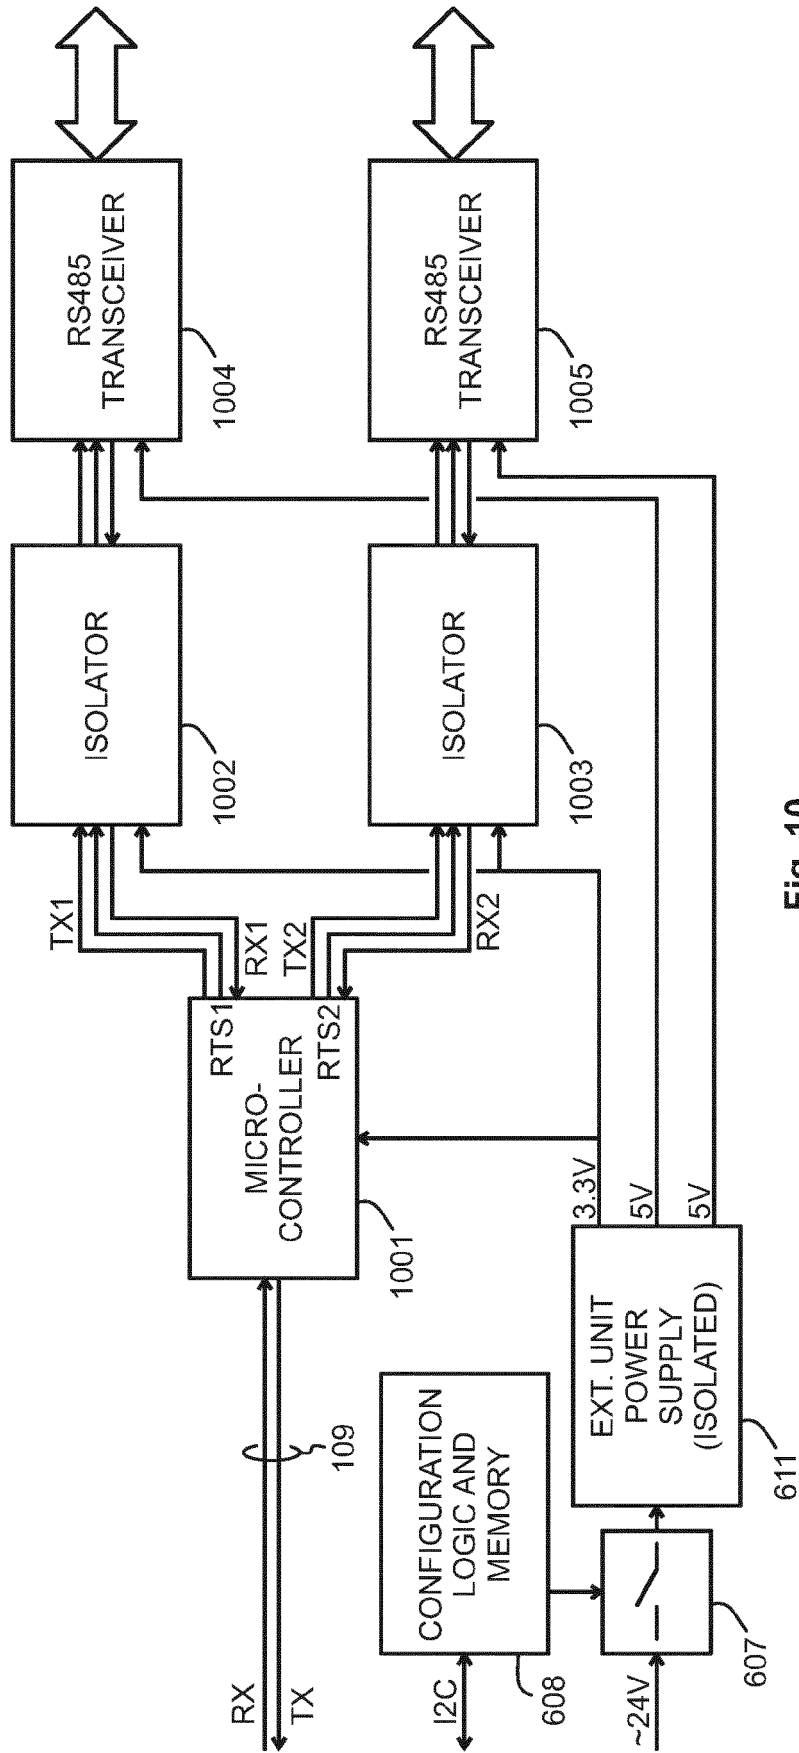 RX
TX
109
MICRO-
CONTROLLER
RTS1
RTS2
1001
TX1
RX1
TX2
RX2
ISOLATOR
1002
RS485
TRANSCEIVER
1004
ISOLATOR
1003
RS485
TRANSCEIVER
1005
I2C
CONFIGURATION
LOGIC AND
MEMORY
608
~24V
607
EXT. UNIT
POWER
SUPPLY
(ISOLATED)
611
3.3V
5V
5V
Fig. 10